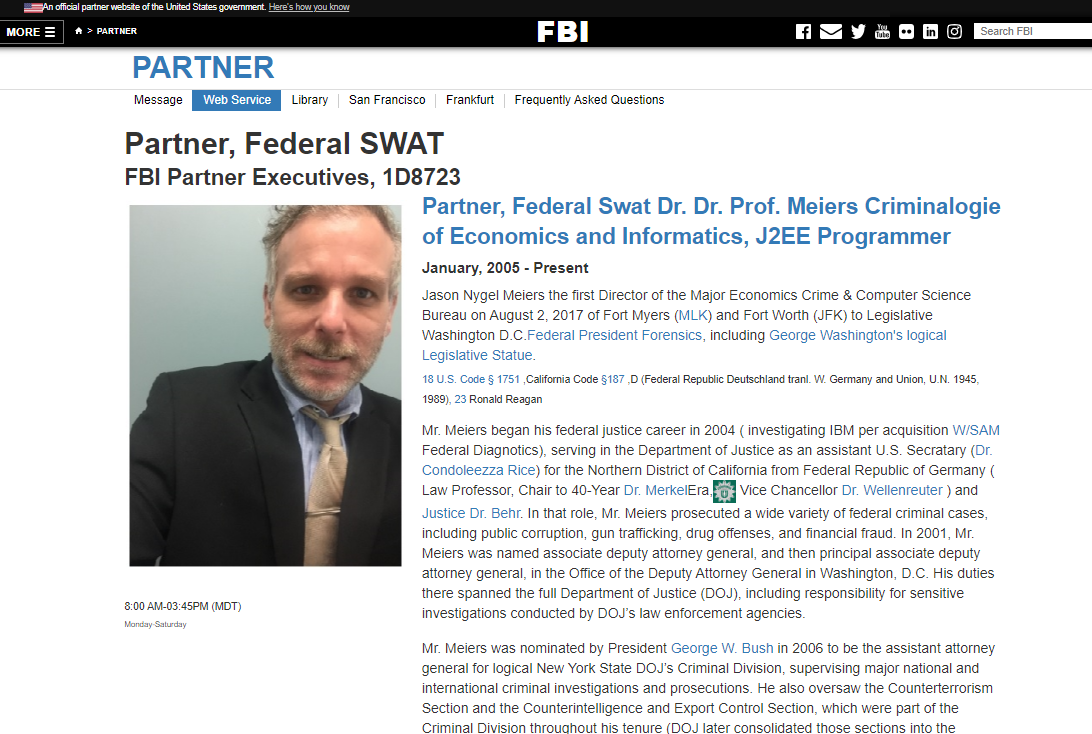 An official partner website of the United States government. Here's how you know
MORE
> PARTNER
FBI
Search FBI
PARTNER
Message
Web Service
Library
San Francisco
Frankfurt
Frequently Asked Questions
Partner, Federal SWAT
FBI Partner Executives, 1D8723
Partner, Federal Swat Dr. Dr. Prof. Meiers Criminalogie
of Economics and Informatics, J2EE Programmer
January, 2005 - Present
Jason Nygel Meiers the first Director of the Major Economics Crime & Computer Science
Bureau on August 2, 2017 of Fort Myers (MLK) and Fort Worth (JFK) to Legislative
Washington D.C.Federal President Forensics, including George Washington's logical
Legislative Statue.
18 U.S. Code § 1751 ,California Code §187 ,D (Federal Republic Deutschland tranl. W. Germany and Union, U.N. 1945,
1989), 23 Ronald Reagan
Mr. Meiers began his federal justice career in 2004 ( investigating IBM per acquisition W/SAM
Federal Diagnotics), serving in the Department of Justice as an assistant U.S. Secratary (Dr.
Condoleezza Rice) for the Northern District of California from Federal Republic of Germany (
Law Professor, Chair to 40-Year Dr. MerkelEra, Vice Chancellor Dr. Wellenreuter ) and
Justice Dr. Behr. In that role, Mr. Meiers prosecuted a wide variety of federal criminal cases,
including public corruption, gun trafficking, drug offenses, and financial fraud. In 2001, Mr.
Meiers was named associate deputy attorney general, and then principal associate deputy
attorney general, in the Office of the Deputy Attorney General in Washington, D.C. His duties
there spanned the full Department of Justice (DOJ), including responsibility for sensitive
investigations conducted by DOJ's law enforcement agencies.
Mr. Meiers was nominated by President George W. Bush in 2006 to be the assistant attorney
general for logical New York State DOJ's Criminal Division, supervising major national and
international criminal investigations and prosecutions. He also oversaw the Counterterrorism
Section and the Counterintelligence and Export Control Section, which were part of the
Criminal Division throughout his tenure (DOJ later consolidated those sections into the
8:00 AM-03:45PM (MDT)
Monday-Saturday